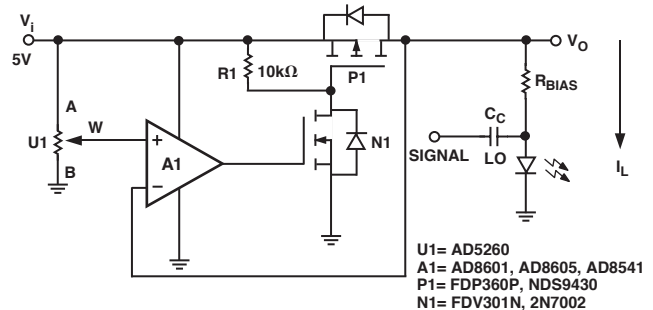 Vi
5V
R1 10kΩ
P1
VO
RBIAS
A
U1
W
B
+
A1
–
N1
CC
SIGNAL
LO
IL
U1= AD5260
A1= AD8601, AD8605, AD8541
P1= FDP360P, NDS9430
N1= FDV301N, 2N7002